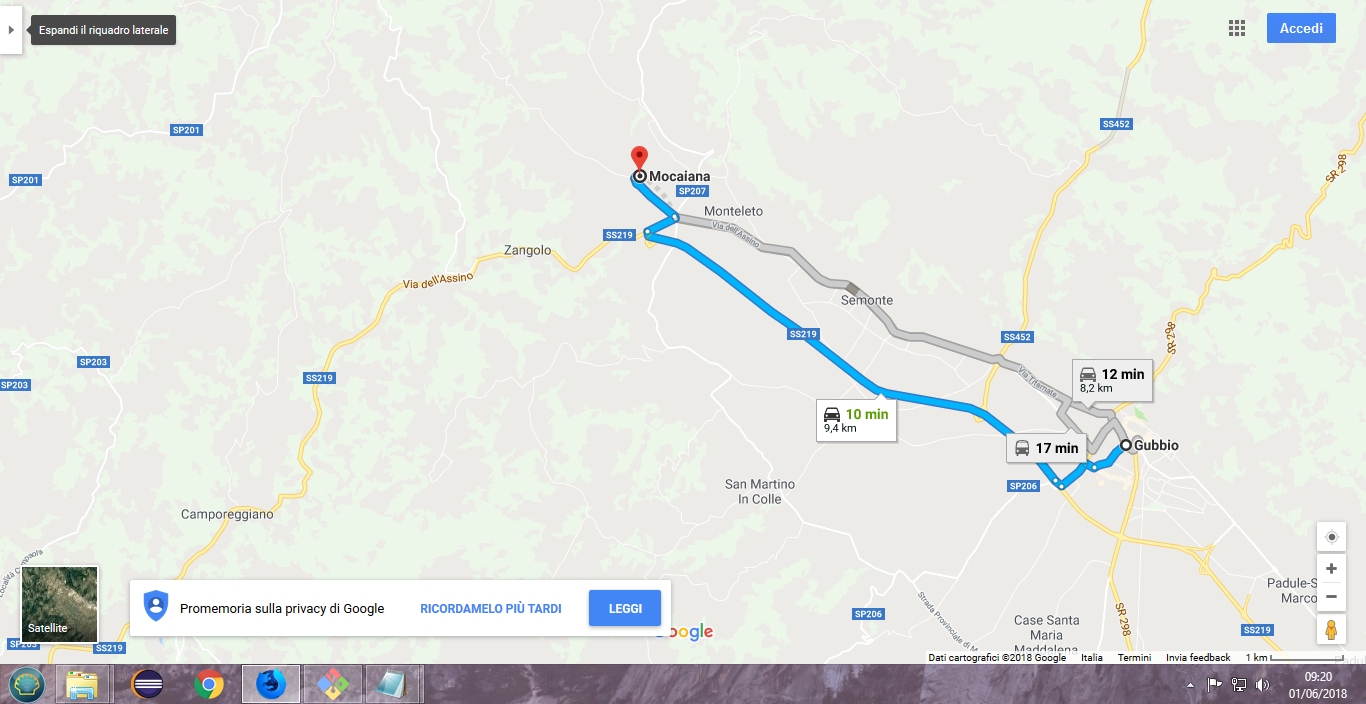 Espandi il riquadro laterale
Accedi
SP201
SS452
SR 298
SP201
Mocaiana
SP207
Monteleto
Via dell'Assino
SS219
Zangolo
Via dell'Assino
Semonte
SS219
SS452
SR 298
SP203
SS219
SP203
Via Tifernate
12 min
8,2 km
10 min
9,4 km
17 min
Gubbio
San Martino
In Colle
SP206
Camporeggiano
Località Campaola
Padule-S
Marco
Promemoria sulla privacy di Google
RICORDAMELO PIÙ TARDI
LEGGI
Satellite
SP206
Strada Provinciale di M
SR 298
Case Santa
Maria
Maddalena
SS219
SP203
SS219
Google
Dati cartografici ©2018 Google
Italia
Termini
Invia feedback
1 km
09:20
01/06/2018